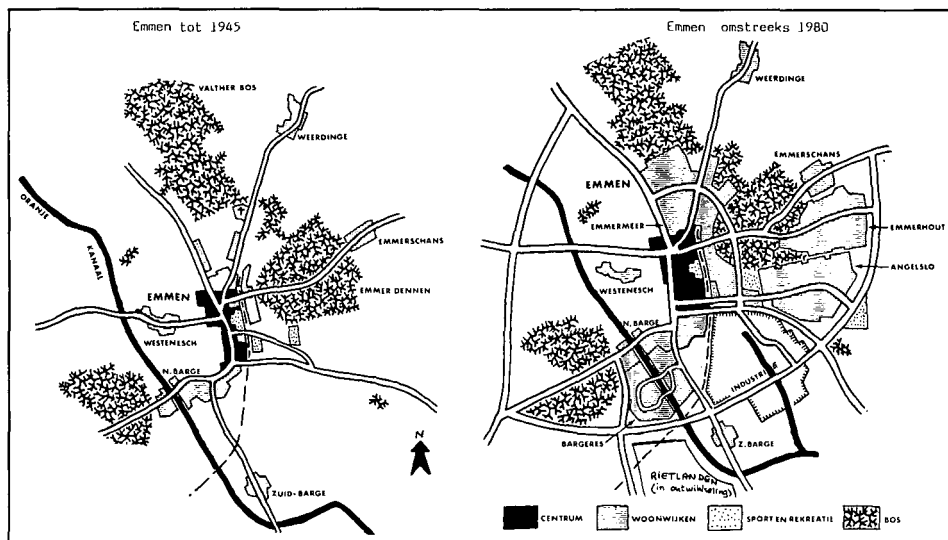 Emmen tot 1945
VALTHER BOS
WEERDINGE
ORANJE
KANAAL
EMMERSCHANS
EMMEN
EMMER DENNEN
WESTENESCH
N. BARGE
N
ZUID-BARGE
Emmen omstreeks 1980
WEERDINGE
EMMERSCHANS
EMMEN
EMMERMEER
EMMERHOUT
ANGELSLO
WESTENESCH
N. BARGE
INDUSTRIE
BARGERES
Z. BARGE
RIETLANDEN
(in ontwikkeling)
CENTRUM
WOONWIJKEN
SPORT EN REKREATIE
BOS